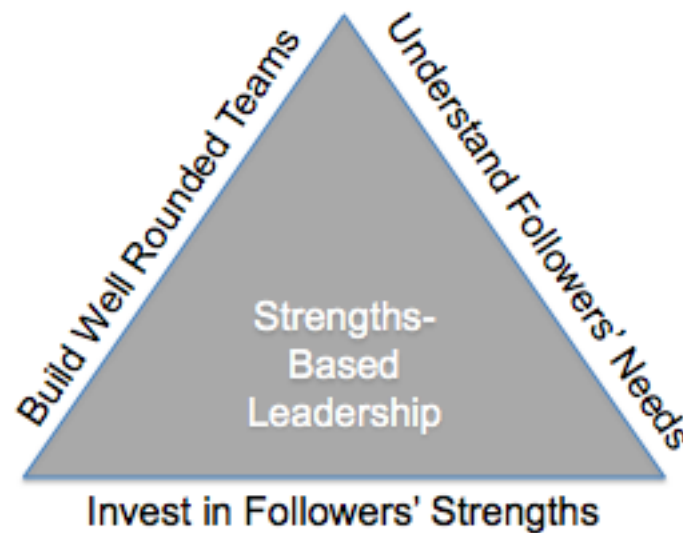 Build Well Rounded Teams
Understand Followers' Needs
Strengths-
Based
Leadership
Invest in Followers' Strengths